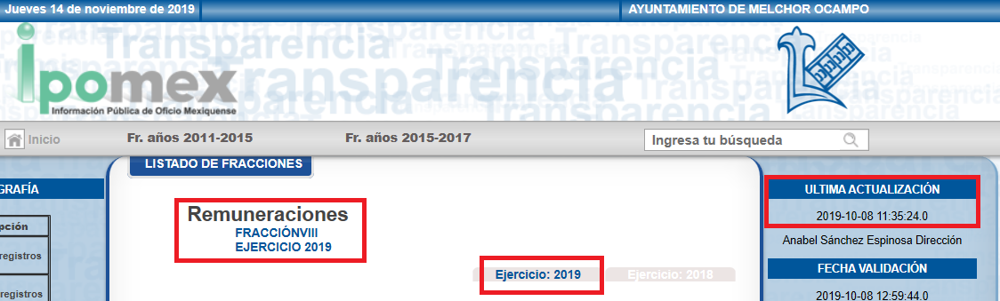 Jueves 14 de noviembre de 2019
AYUNTAMIENTO DE MELCHOR OCAMPO
Transparencia
Transparencia
Transparencia
ipomex
Información Pública de Oficio Mexiquense
Inicio
Fr. años 2011-2015
Fr. años 2015-2017
Ingresa tu búsqueda
LISTADO DE FRACCIONES
GRAFÍA
pción
registros
registros
Remuneraciones
FRACCIÓNVIII
EJERCICIO 2019
Ejercicio: 2019
Ejercicio: 2018
ULTIMA ACTUALIZACIÓN
2019-10-08 11:35:24.0
Anabel Sánchez Espinosa Dirección
FECHA VALIDACIÓN
2019-10-08 12:59:44.0